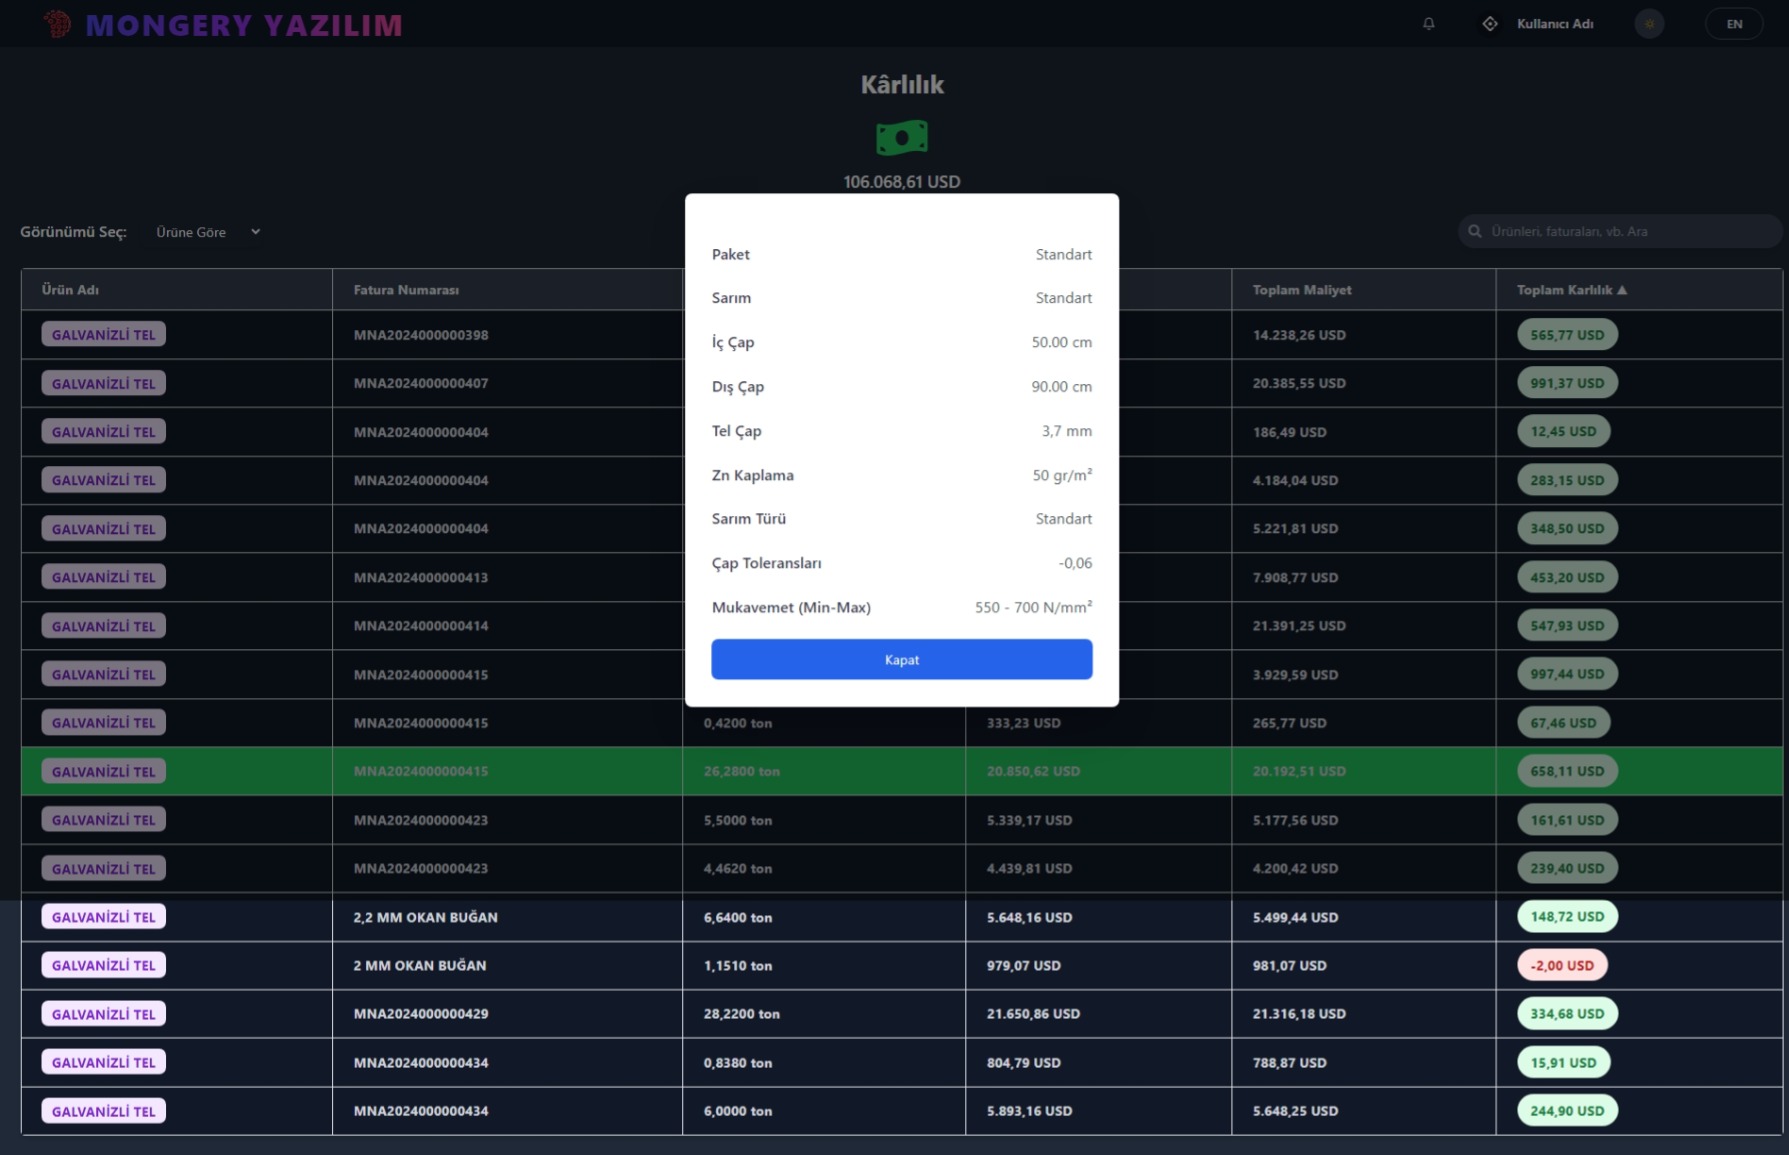 MONGERY YAZILIM
Kullanıcı Adı
EN
Kârlılık
106.068,61 USD
Görünümü Seç: Ürüne Göre
Ürünleri, faturaları, vb. Ara
Ürün Adı Fatura Numarası Toplam Maliyet Toplam Karlılık ▲
GALVANİZLİ TEL MNA2024000000398 14.238,26 USD 565,77 USD
GALVANİZLİ TEL MNA2024000000407 20.385,55 USD 991,37 USD
GALVANİZLİ TEL MNA2024000000404 186,49 USD 12,45 USD
GALVANİZLİ TEL MNA2024000000404 4.184,04 USD 283,15 USD
GALVANİZLİ TEL MNA2024000000404 5.221,81 USD 348,50 USD
GALVANİZLİ TEL MNA2024000000413 7.908,77 USD 453,20 USD
GALVANİZLİ TEL MNA2024000000414 21.391,25 USD 547,93 USD
GALVANİZLİ TEL MNA2024000000415 3.929,59 USD 997,44 USD
GALVANİZLİ TEL MNA2024000000415 0,4200 ton 333,23 USD 265,77 USD 67,46 USD
GALVANİZLİ TEL MNA2024000000415 26,2800 ton 20.850,62 USD 20.192,51 USD 658,11 USD
GALVANİZLİ TEL MNA2024000000423 5,5000 ton 5.339,17 USD 5.177,56 USD 161,61 USD
GALVANİZLİ TEL MNA2024000000423 4,4620 ton 4.439,81 USD 4.200,42 USD 239,40 USD
GALVANİZLİ TEL 2,2 MM OKAN BUĞAN 6,6400 ton 5.648,16 USD 5.499,44 USD 148,72 USD
GALVANİZLİ TEL 2 MM OKAN BUĞAN 1,1510 ton 979,07 USD 981,07 USD -2,00 USD
GALVANİZLİ TEL MNA2024000000429 28,2200 ton 21.650,86 USD 21.316,18 USD 334,68 USD
GALVANİZLİ TEL MNA2024000000434 0,8380 ton 804,79 USD 788,87 USD 15,91 USD
GALVANİZLİ TEL MNA2024000000434 6,0000 ton 5.893,16 USD 5.648,25 USD 244,90 USD
Paket Standart
Sarım Standart
İç Çap 50.00 cm
Dış Çap 90.00 cm
Tel Çap 3,7 mm
Zn Kaplama 50 gr/m²
Sarım Türü Standart
Çap Toleransları -0,06
Mukavemet (Min-Max) 550 - 700 N/mm²
Kapat